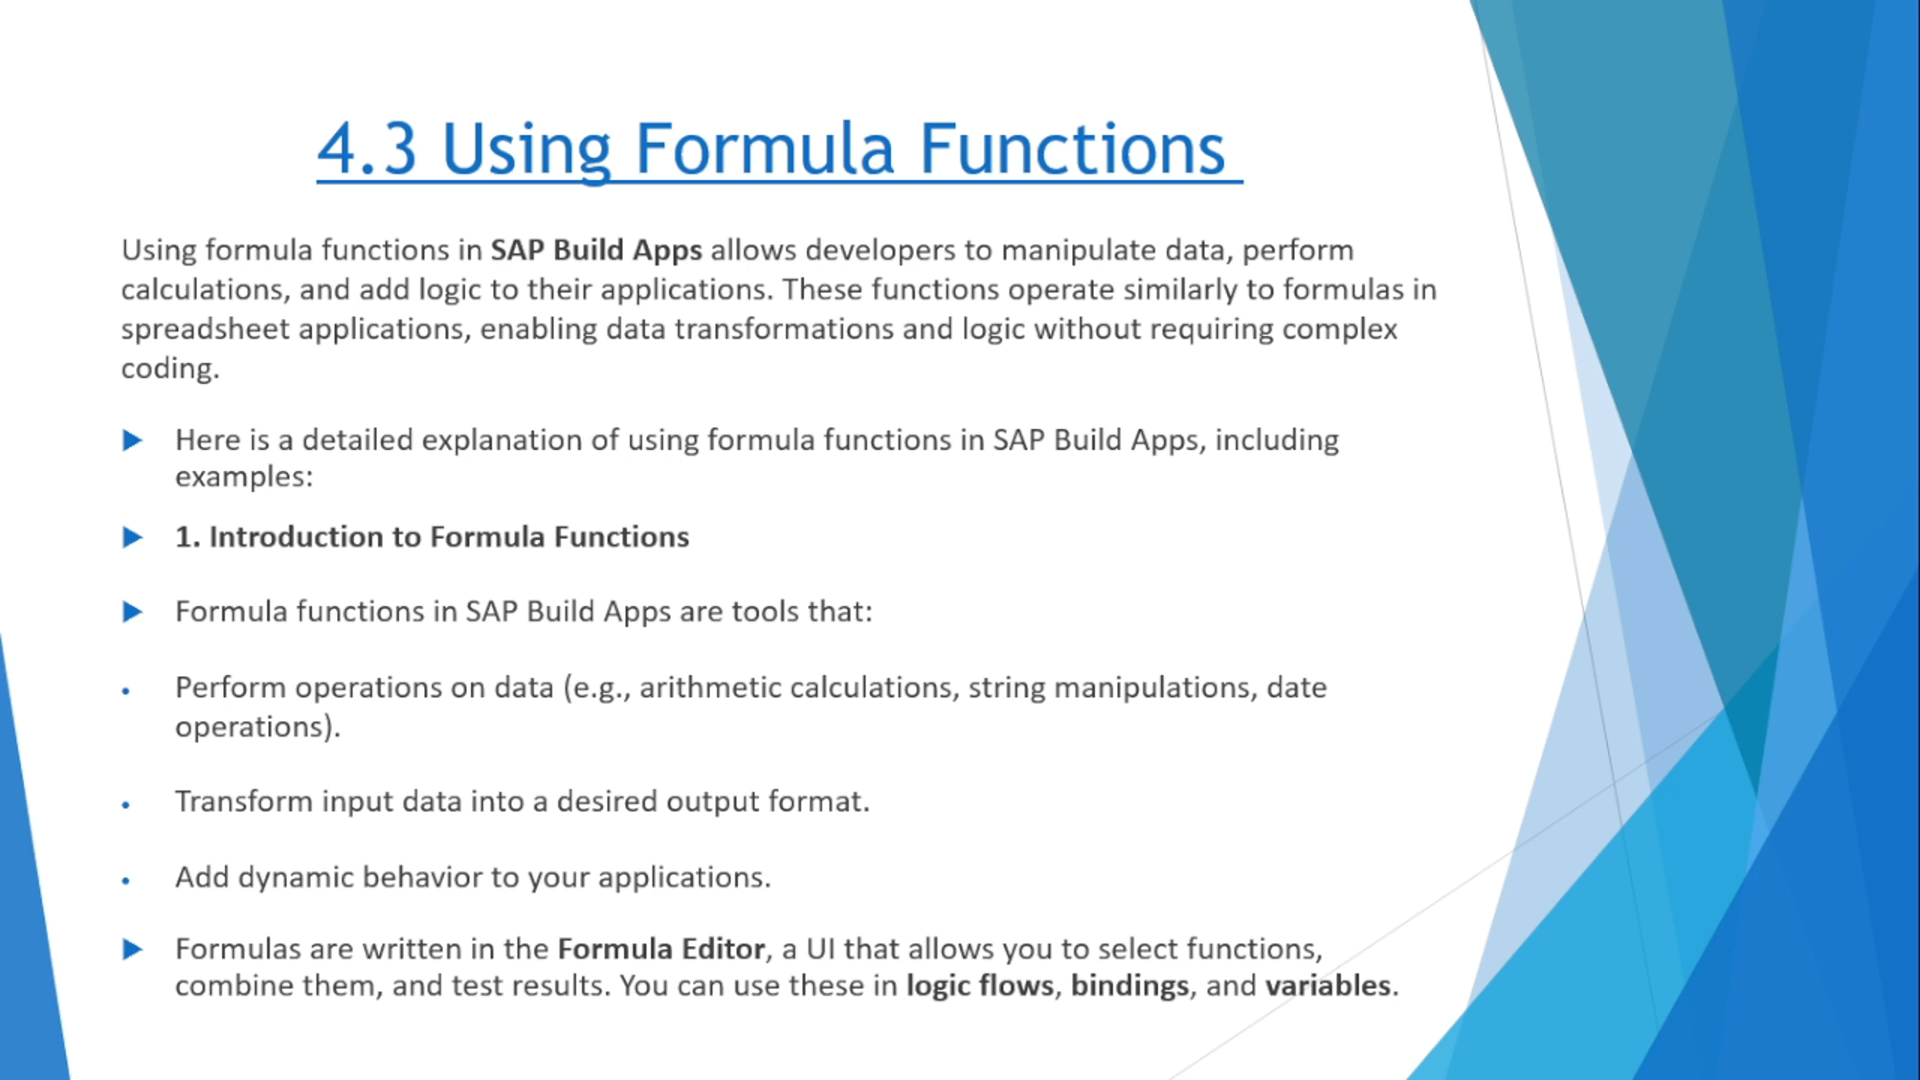 4.3 Using Formula Functions
Using formula functions in SAP Build Apps allows developers to manipulate data, perform
calculations, and add logic to their applications. These functions operate similarly to formulas in
spreadsheet applications, enabling data transformations and logic without requiring complex
coding.
Here is a detailed explanation of using formula functions in SAP Build Apps, including
examples:
1. Introduction to Formula Functions
Formula functions in SAP Build Apps are tools that:
Perform operations on data (e.g., arithmetic calculations, string manipulations, date
operations).
Transform input data into a desired output format.
Add dynamic behavior to your applications.
Formulas are written in the Formula Editor, a UI that allows you to select functions,
combine them, and test results. You can use these in logic flows, bindings, and variables.